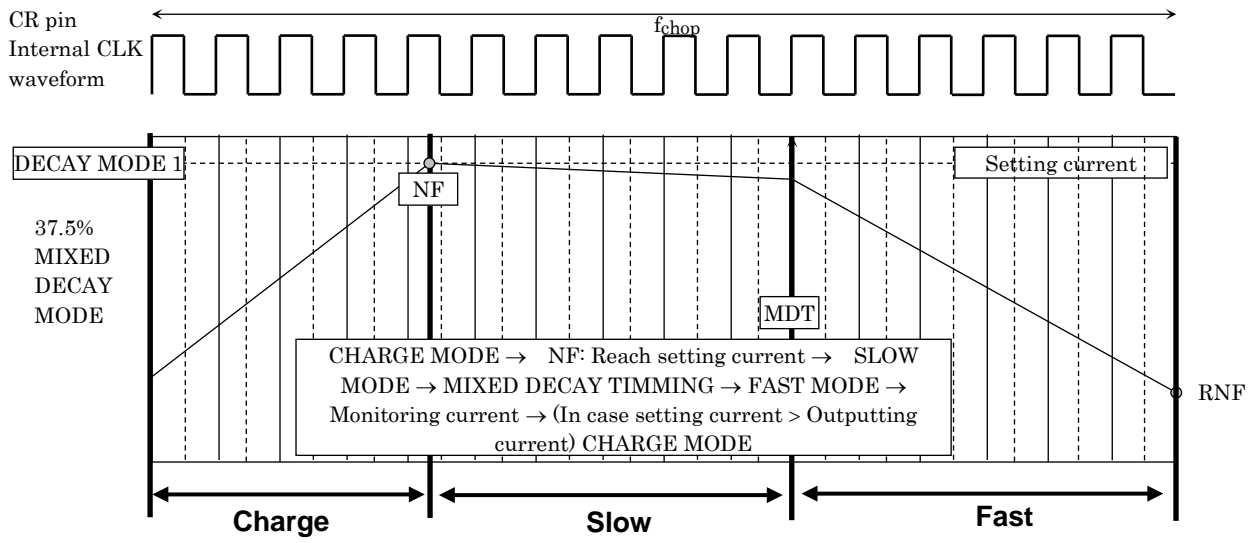 CR pin
Internal CLK
waveform
fchop
DECAY MODE 1
Setting current
NF
37.5%
MIXED
DECAY
MODE
MDT
CHARGE MODE → NF: Reach setting current → SLOW
MODE → MIXED DECAY TIMMING → FAST MODE →
Monitoring current → (In case setting current > Outputting
current) CHARGE MODE
RNF
Charge
Slow
Fast